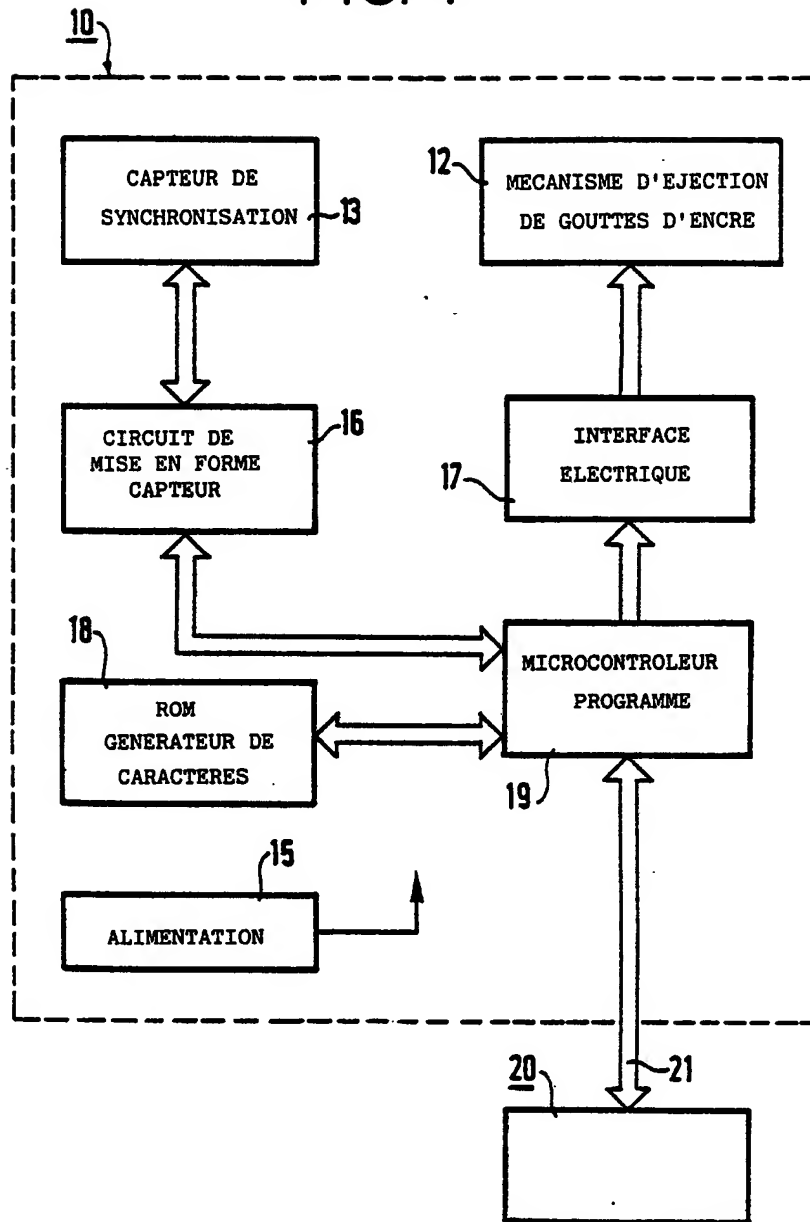 10
CAPTEUR DE
SYNCHRONISATION
13
12
MECANISME D'EJECTION
DE GOUTTES D'ENCRE
CIRCUIT DE
MISE EN FORME
CAPTEUR
16
INTERFACE
ELECTRIQUE
17
18
ROM
GENERATEUR DE
CARACTERES
MICROCONTROLEUR
PROGRAMME
19
15
ALIMENTATION
20
21